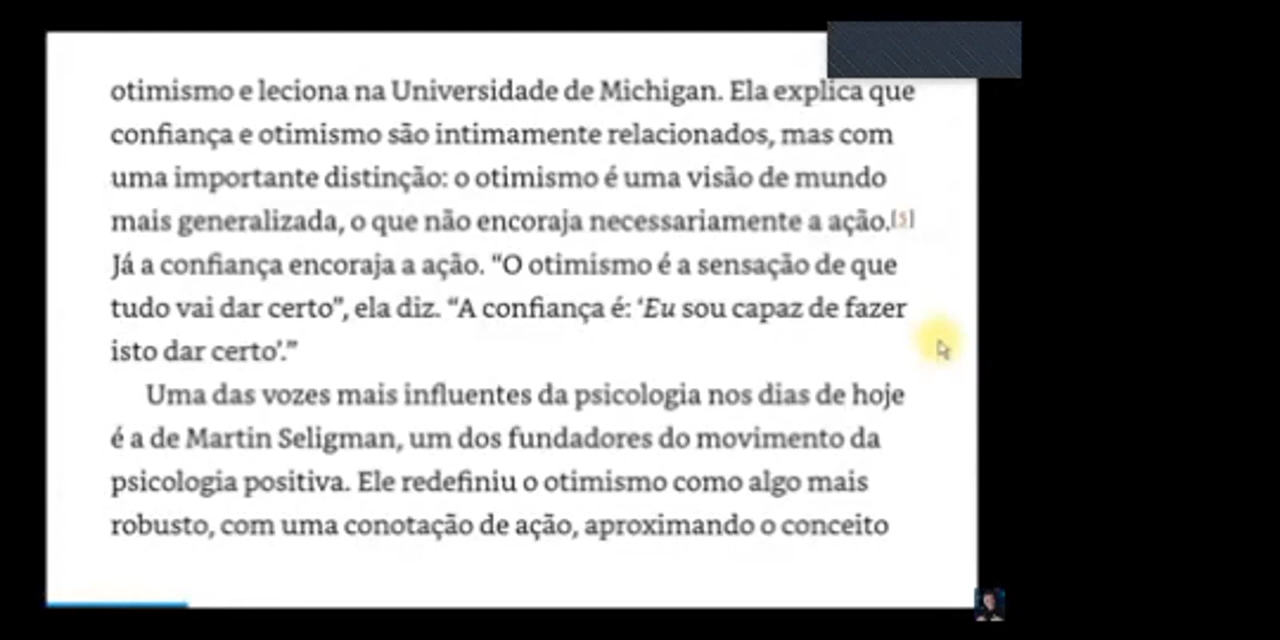 otimismo e leciona na Universidade de Michigan. Ela explica que
confiança e otimismo são intimamente relacionados, mas com
uma importante distinção: o otimismo é uma visão de mundo
mais generalizada, o que não encoraja necessariamente a ação.[5]
Já a confiança encoraja a ação. “O otimismo é a sensação de que
tudo vai dar certo”, ela diz. “A confiança é: ‘Eu sou capaz de fazer
isto dar certo’.”
Uma das vozes mais influentes da psicologia nos dias de hoje
é a de Martin Seligman, um dos fundadores do movimento da
psicologia positiva. Ele redefiniu o otimismo como algo mais
robusto, com uma conotação de ação, aproximando o conceito